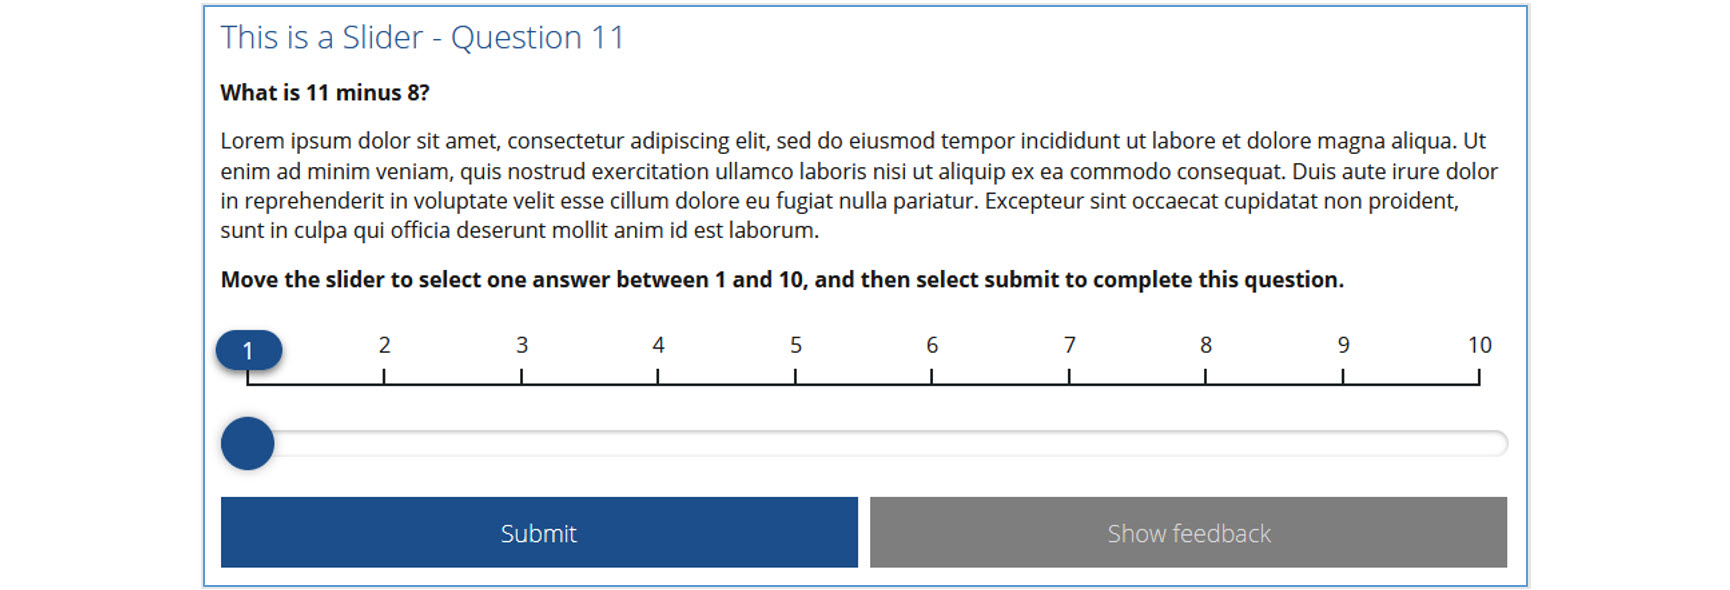 This is a Slider - Question 11
What is 11 minus 8?
Lorem ipsum dolor sit amet, consectetur adipiscing elit, sed do eiusmod tempor incididunt ut labore et dolore magna aliqua. Ut
enim ad minim veniam, quis nostrud exercitation ullamco laboris nisi ut aliquip ex ea commodo consequat. Duis aute irure dolor
in reprehenderit in voluptate velit esse cillum dolore eu fugiat nulla pariatur. Excepteur sint occaecat cupidatat non proident,
sunt in culpa qui officia deserunt mollit anim id est laborum.
Move the slider to select one answer between 1 and 10, and then select submit to complete this question.
1 2 3 4 5 6 7 8 9 10
Submit Show feedback